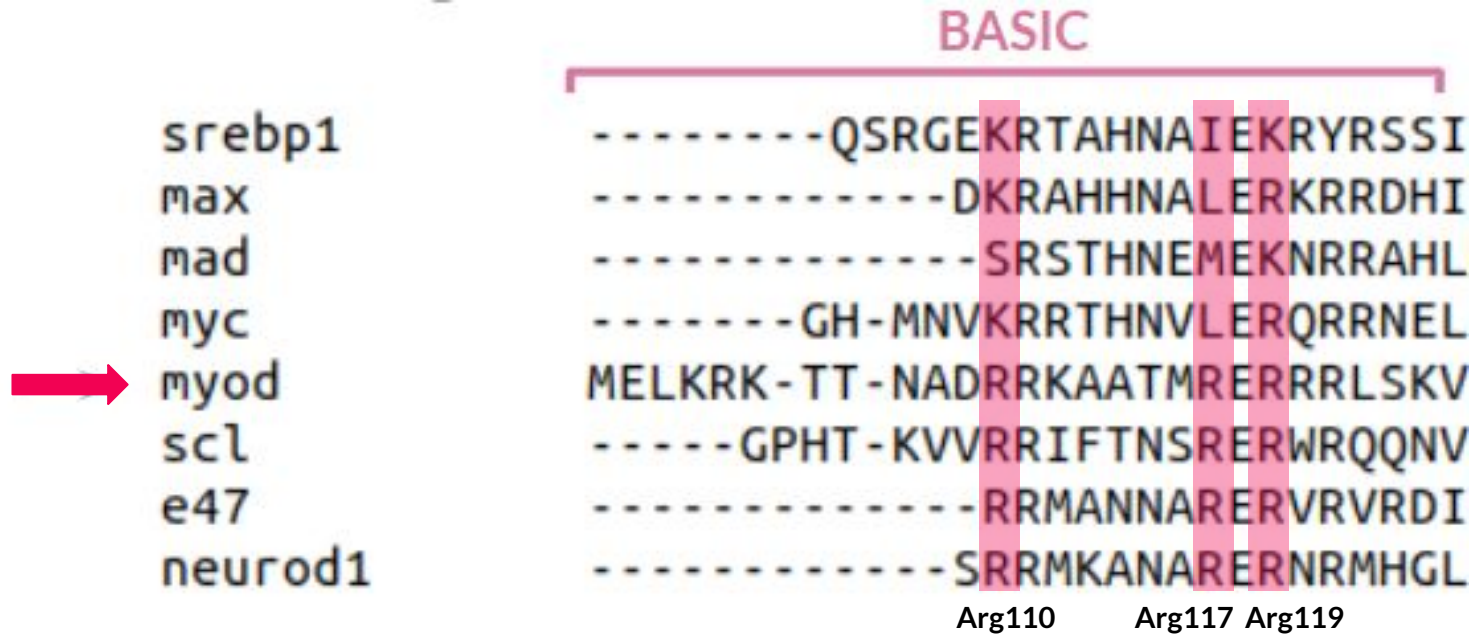 BASIC
srebp1 --------QSRGEKRTAHNAIEKRYRSSI
max ------------DKRAHHNALERKRRDHI
mad -------------SRSTHNEMEKNRRAHL
myc -------GH-MNVKRRTHNVLERQRRNEL
myod MELKRK-TT-NADRRKAATMRERRRLSKV
scl -----GPHT-KVVRRIFTNSRERWRQQNV
e47 -------------RRMANNARERVRVRDI
neurod1 ------------SRRMKANARERNRMHGL
Arg110 Arg117 Arg119